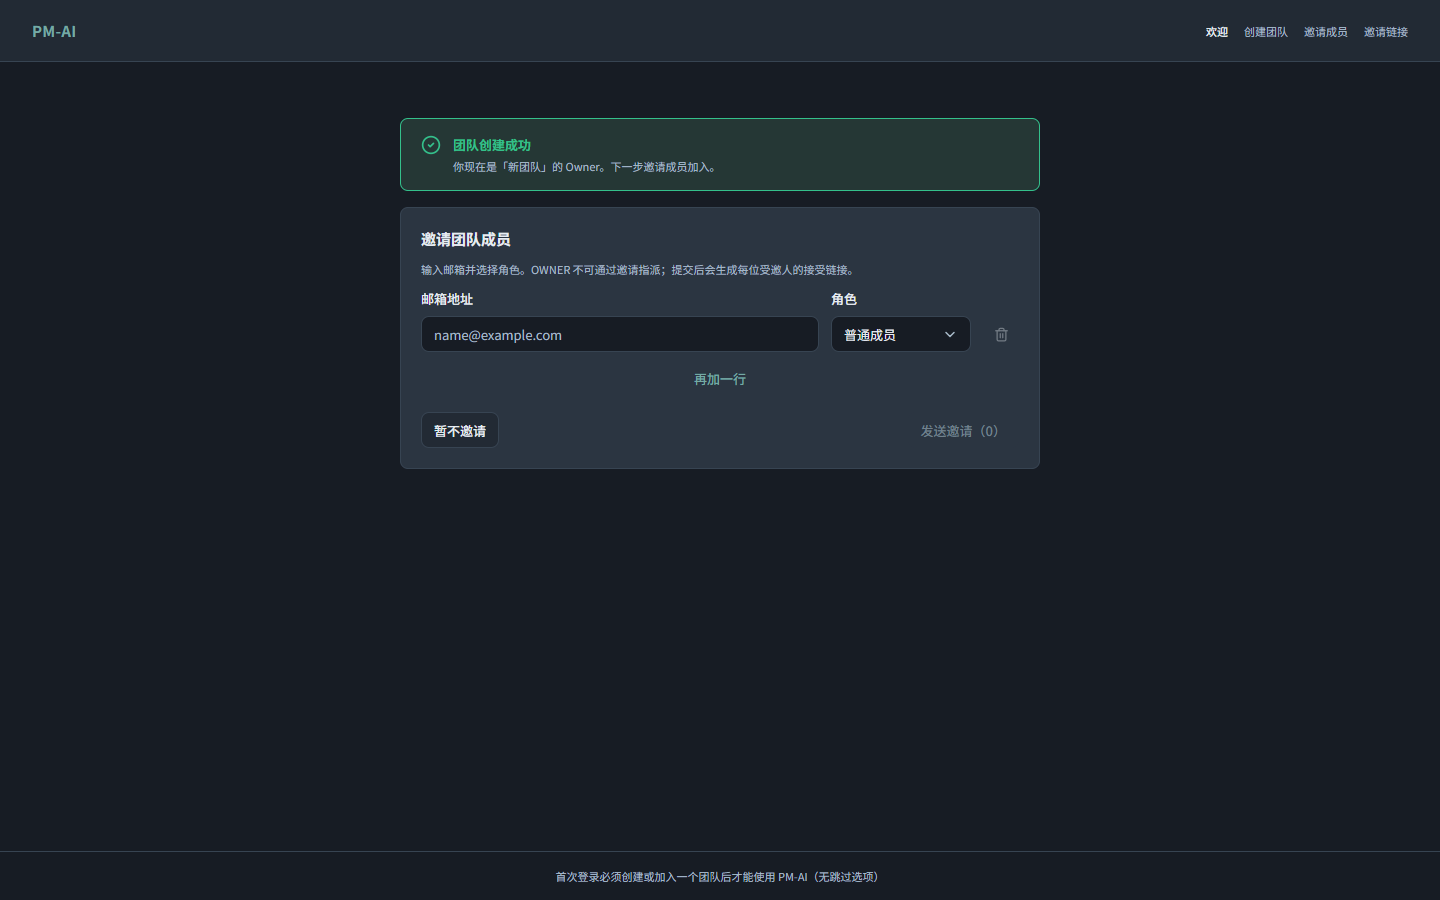 PM-AI
欢迎 创建团队 邀请成员 邀请链接
团队创建成功
你现在是「新团队」的 Owner。下一步邀请成员加入。
邀请团队成员
输入邮箱并选择角色。OWNER 不可通过邀请指派；提交后会生成每位受邀人的接受链接。
邮箱地址 角色
name@example.com 普通成员
再加一行
暂不邀请 发送邀请（0）
首次登录必须创建或加入一个团队后才能使用 PM-AI（无跳过选项）